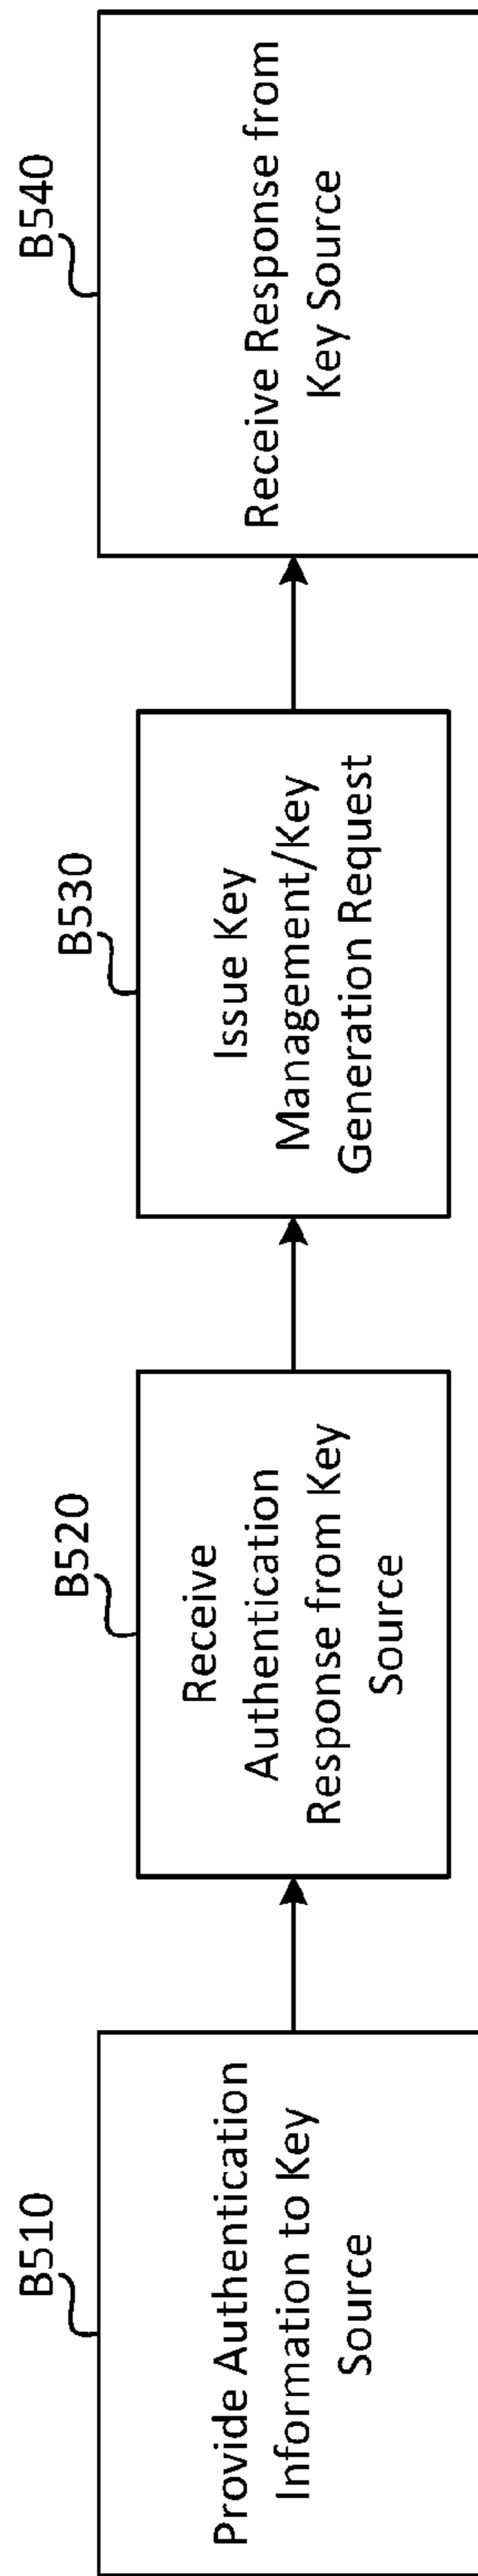 B510
Provide Authentication
Information to Key
Source
B520
Receive
Authentication
Response from Key
Source
B530
Issue Key
Management/Key
Generation Request
B540
Receive Response from
Key Source